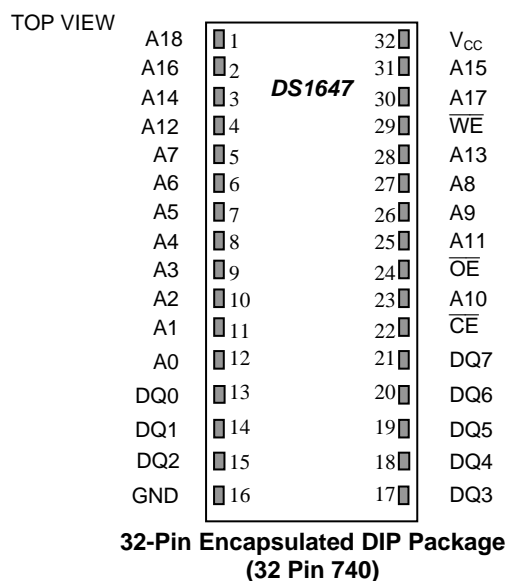 TOP VIEW
A18 1 32 VCC
A16 2 31 A15
DS1647
A14 3 30 A17
A12 4 29 W̅E̅
A7 5 28 A13
A6 6 27 A8
A5 7 26 A9
A4 8 25 A11
A3 9 24 O̅E̅
A2 10 23 A10
A1 11 22 C̅E̅
A0 12 21 DQ7
DQ0 13 20 DQ6
DQ1 14 19 DQ5
DQ2 15 18 DQ4
GND 16 17 DQ3
32-Pin Encapsulated DIP Package
(32 Pin 740)